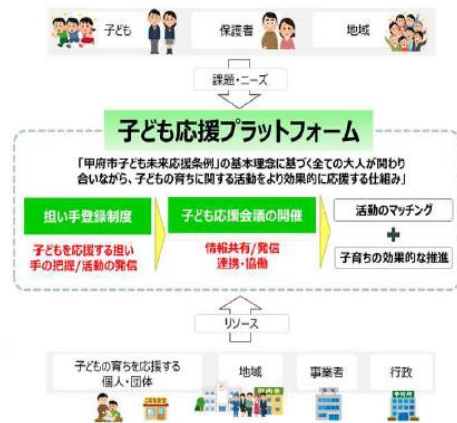 子ども
保護者
地域
課題・ニーズ
子ども応援プラットフォーム
「甲府市子ども未来応援条例」の基本理念に基づく全ての大人が関わり
合いながら、子どもの育ちに関する活動をより効果的に応援する仕組み」
担い手登録制度
子どもを応援する担い
手の把握/活動の発信
子ども応援会議の開催
情報共有/発信
連携・協働
活動のマッチング
子育ちの効果的な推進
リソース
子どもの育ちを応援する
個人・団体
地域
事業者
行政